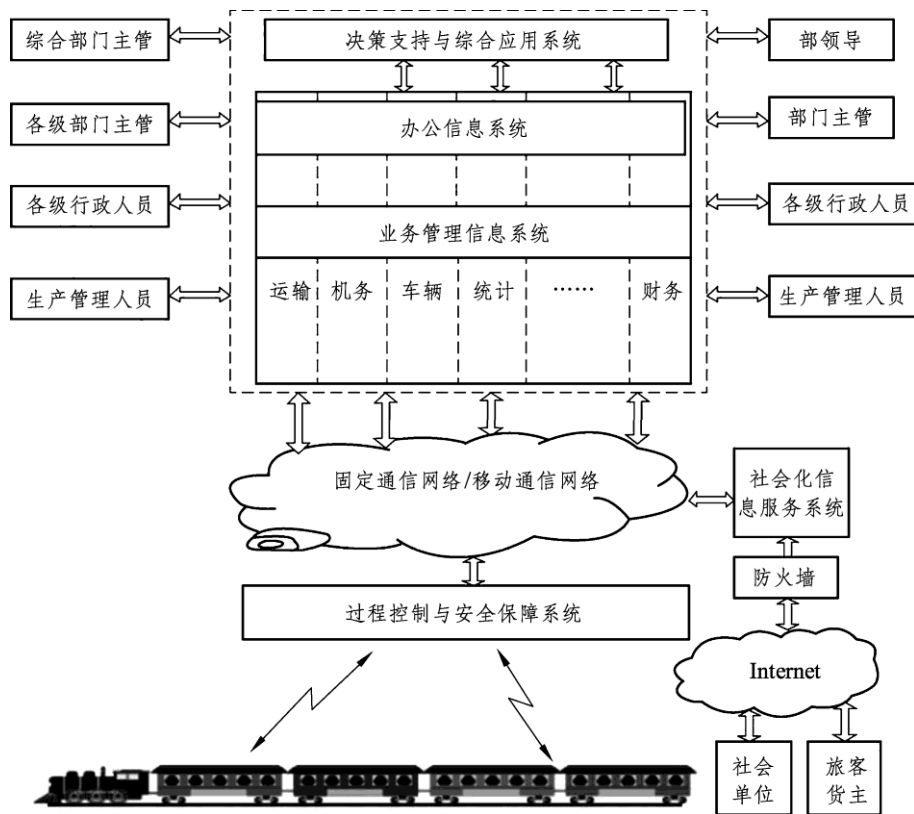 综合部门主管
决策支持与综合应用系统
部领导
各级部门主管
办公信息系统
部门主管
各级行政人员
业务管理信息系统
各级行政人员
生产管理人员
运输
机务
车辆
统计
……
财务
生产管理人员
固定通信网络/移动通信网络
社会化信
息服务系统
防火墙
过程控制与安全保障系统
Internet
社会
单位
旅客
货主